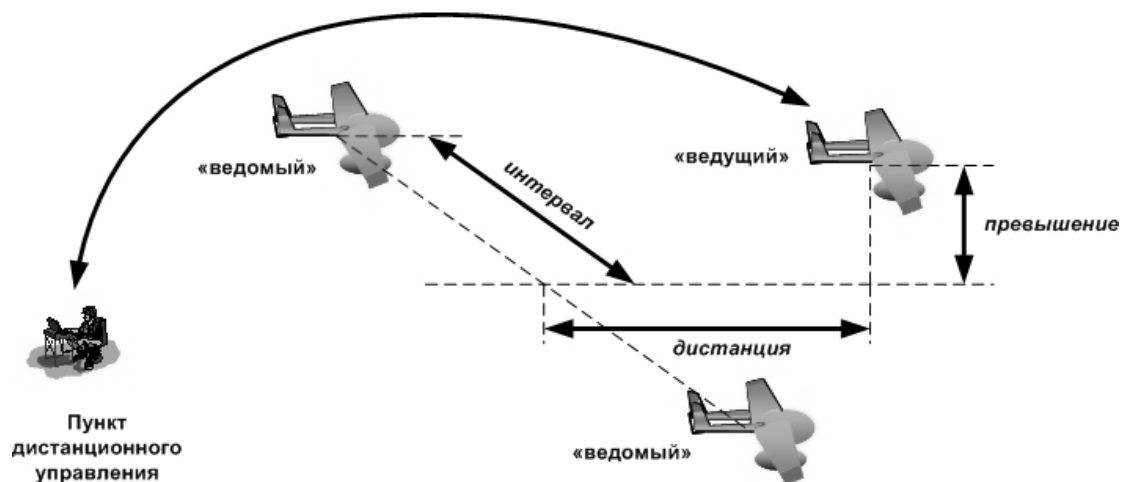 «ведомый»
«ведущий»
интервал
превышение
дистанция
Пункт
дистанционного
управления
«ведомый»